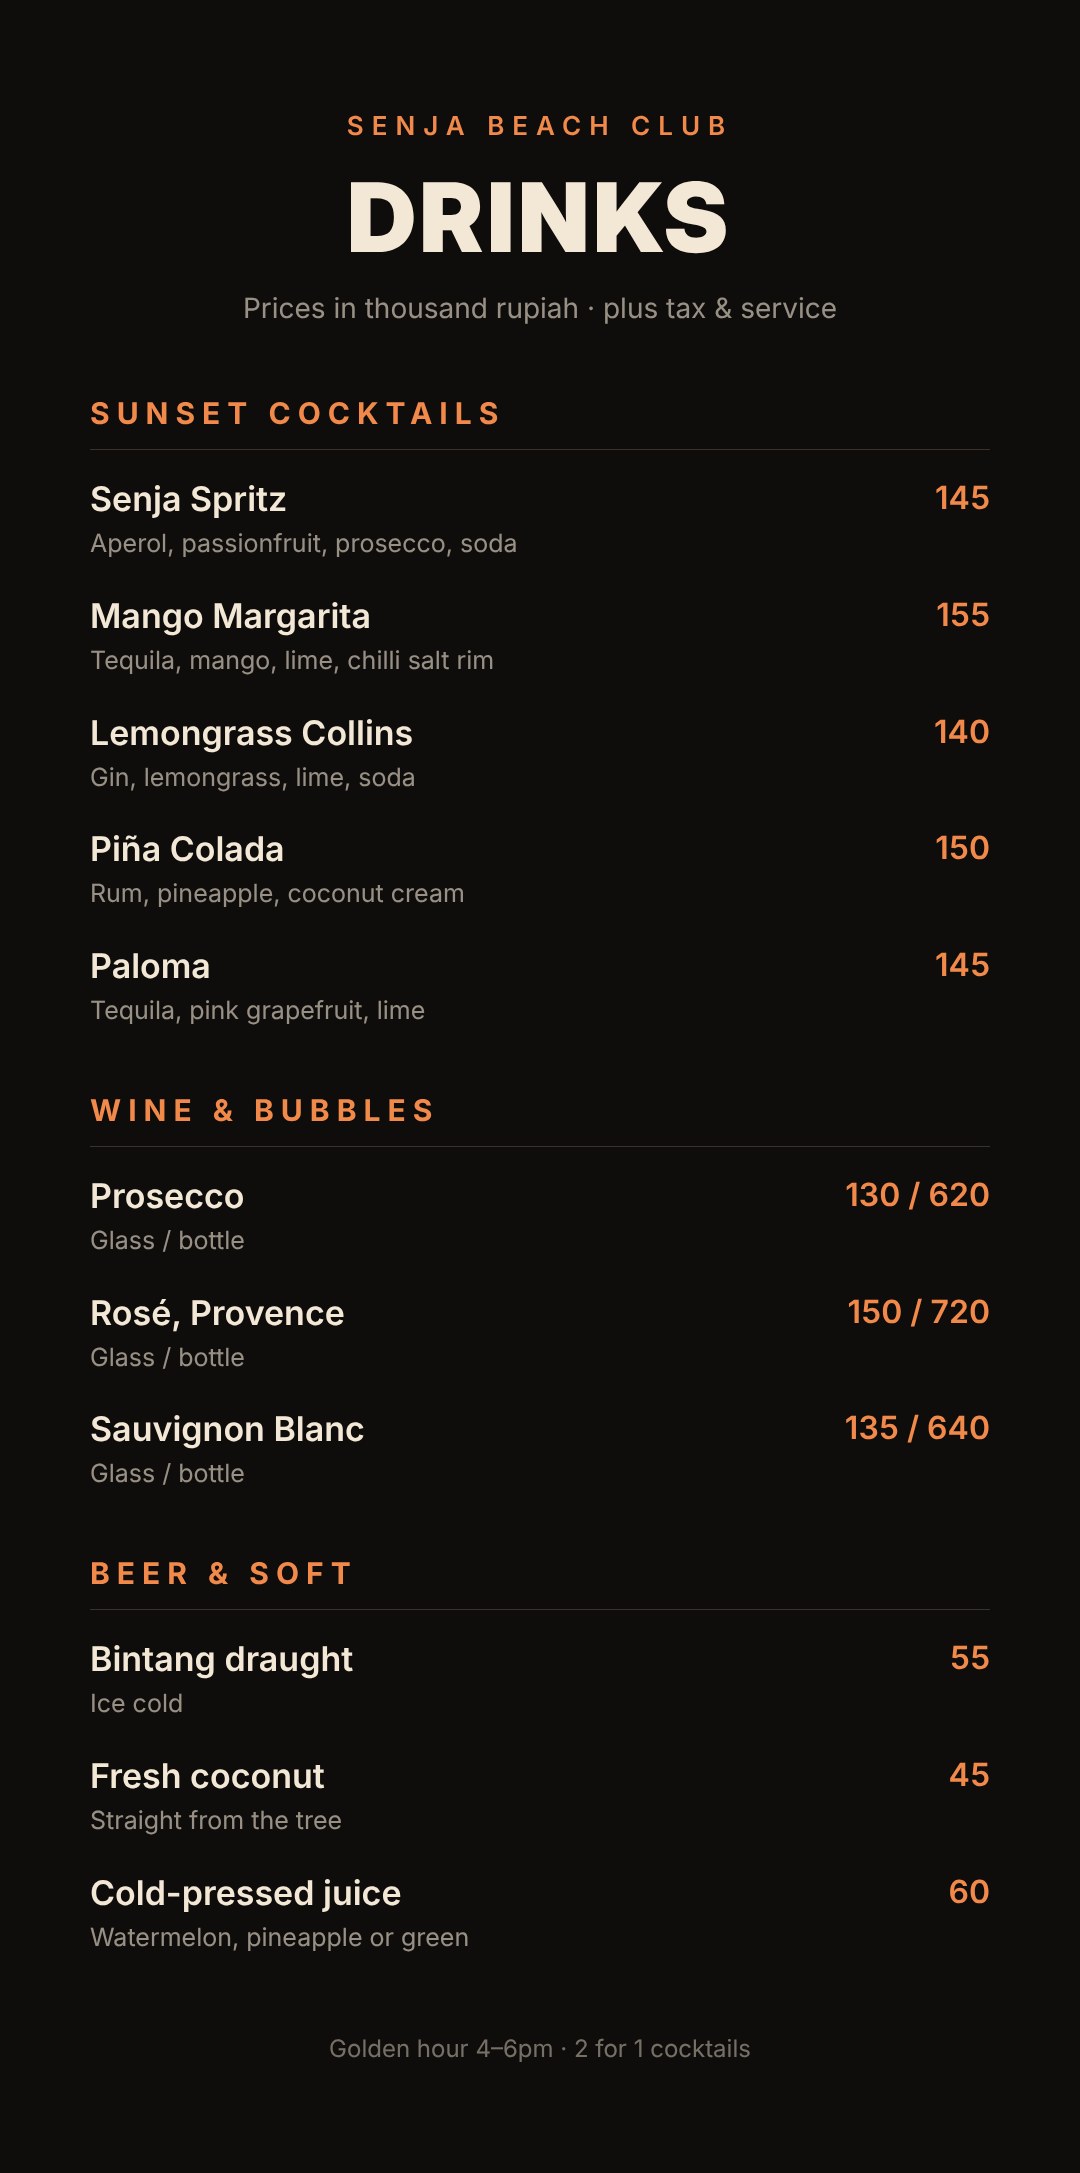 SENJA BEACH CLUB
DRINKS
Prices in thousand rupiah · plus tax & service
SUNSET COCKTAILS
Senja Spritz 145
Aperol, passionfruit, prosecco, soda
Mango Margarita 155
Tequila, mango, lime, chilli salt rim
Lemongrass Collins 140
Gin, lemongrass, lime, soda
Piña Colada 150
Rum, pineapple, coconut cream
Paloma 145
Tequila, pink grapefruit, lime
WINE & BUBBLES
Prosecco 130 / 620
Glass / bottle
Rosé, Provence 150 / 720
Glass / bottle
Sauvignon Blanc 135 / 640
Glass / bottle
BEER & SOFT
Bintang draught 55
Ice cold
Fresh coconut 45
Straight from the tree
Cold-pressed juice 60
Watermelon, pineapple or green
Golden hour 4–6pm · 2 for 1 cocktails